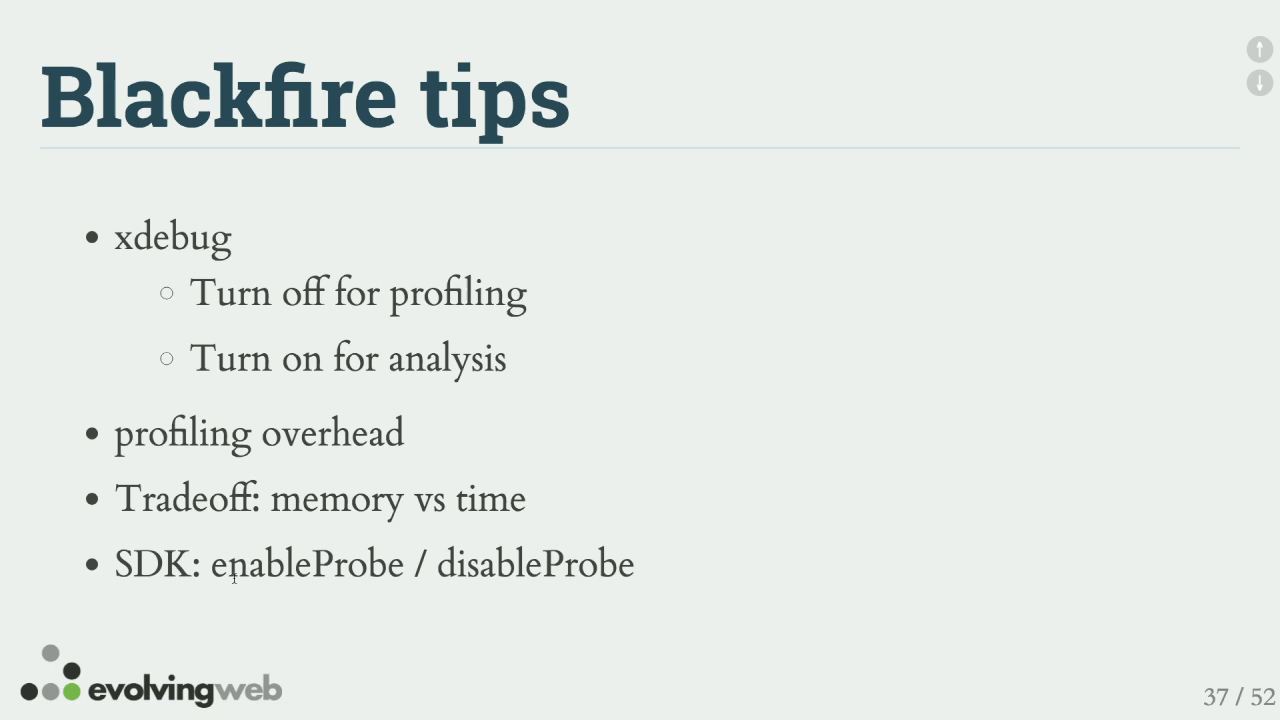 Blackfire tips
xdebug
Turn off for profiling
Turn on for analysis
profiling overhead
Tradeoff: memory vs time
SDK: enableProbe / disableProbe
evolvingweb
37 / 52